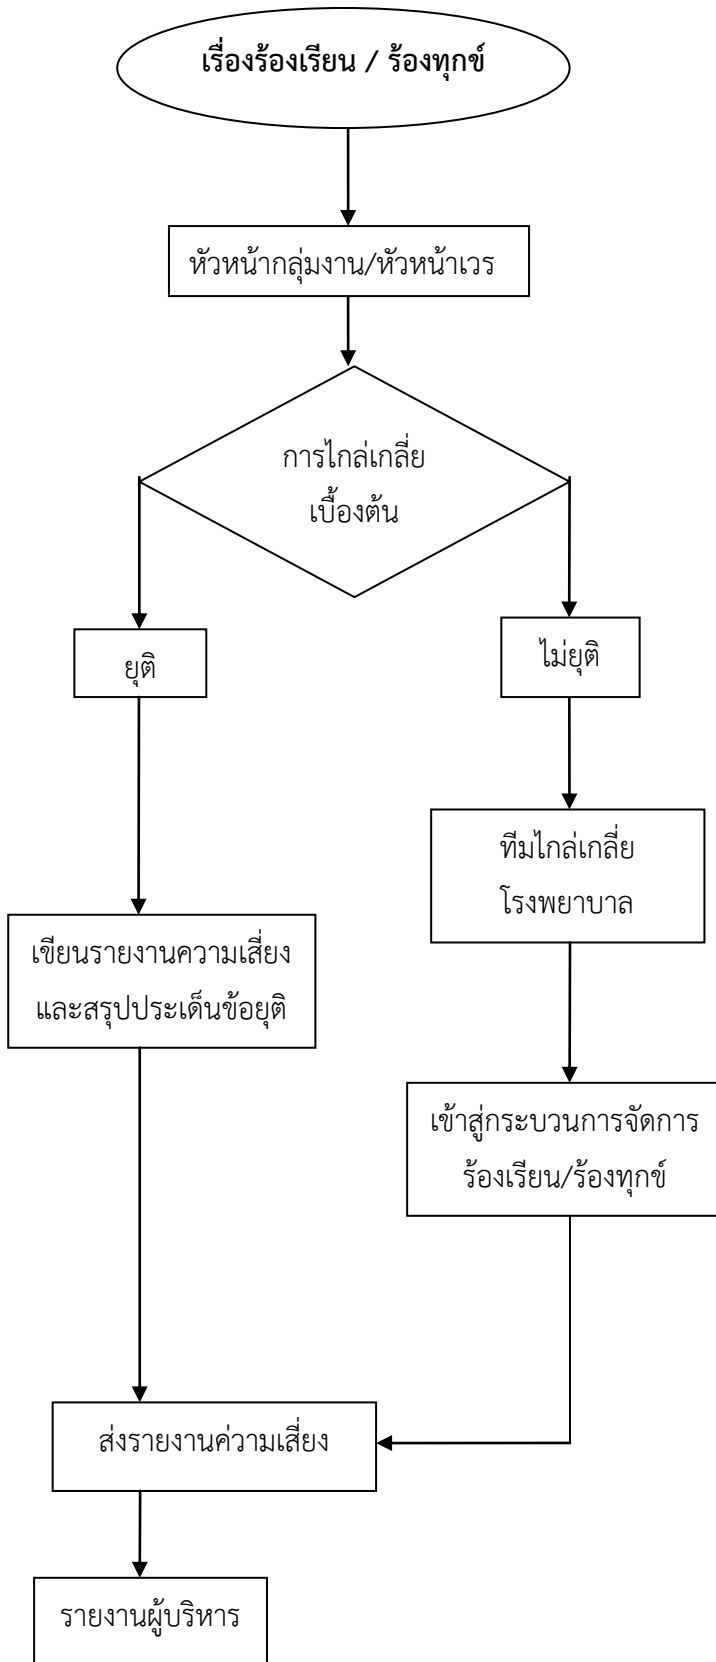 เรื่องร้องเรียน / ร้องทุกข์
หัวหน้ากลุ่มงาน/หัวหน้าเวร
การไกล่เกลี่ย
เบื้องต้น
ยุติ
ไม่ยุติ
ทีมไกล่เกลี่ย
โรงพยาบาล
เขียนรายงานความเสี่ยง
และสรุปประเด็นข้อยุติ
เข้าสู่กระบวนการจัดการ
ร้องเรียน/ร้องทุกข์
ส่งรายงานค่วามเสี่ยง
รายงานผู้บริหาร